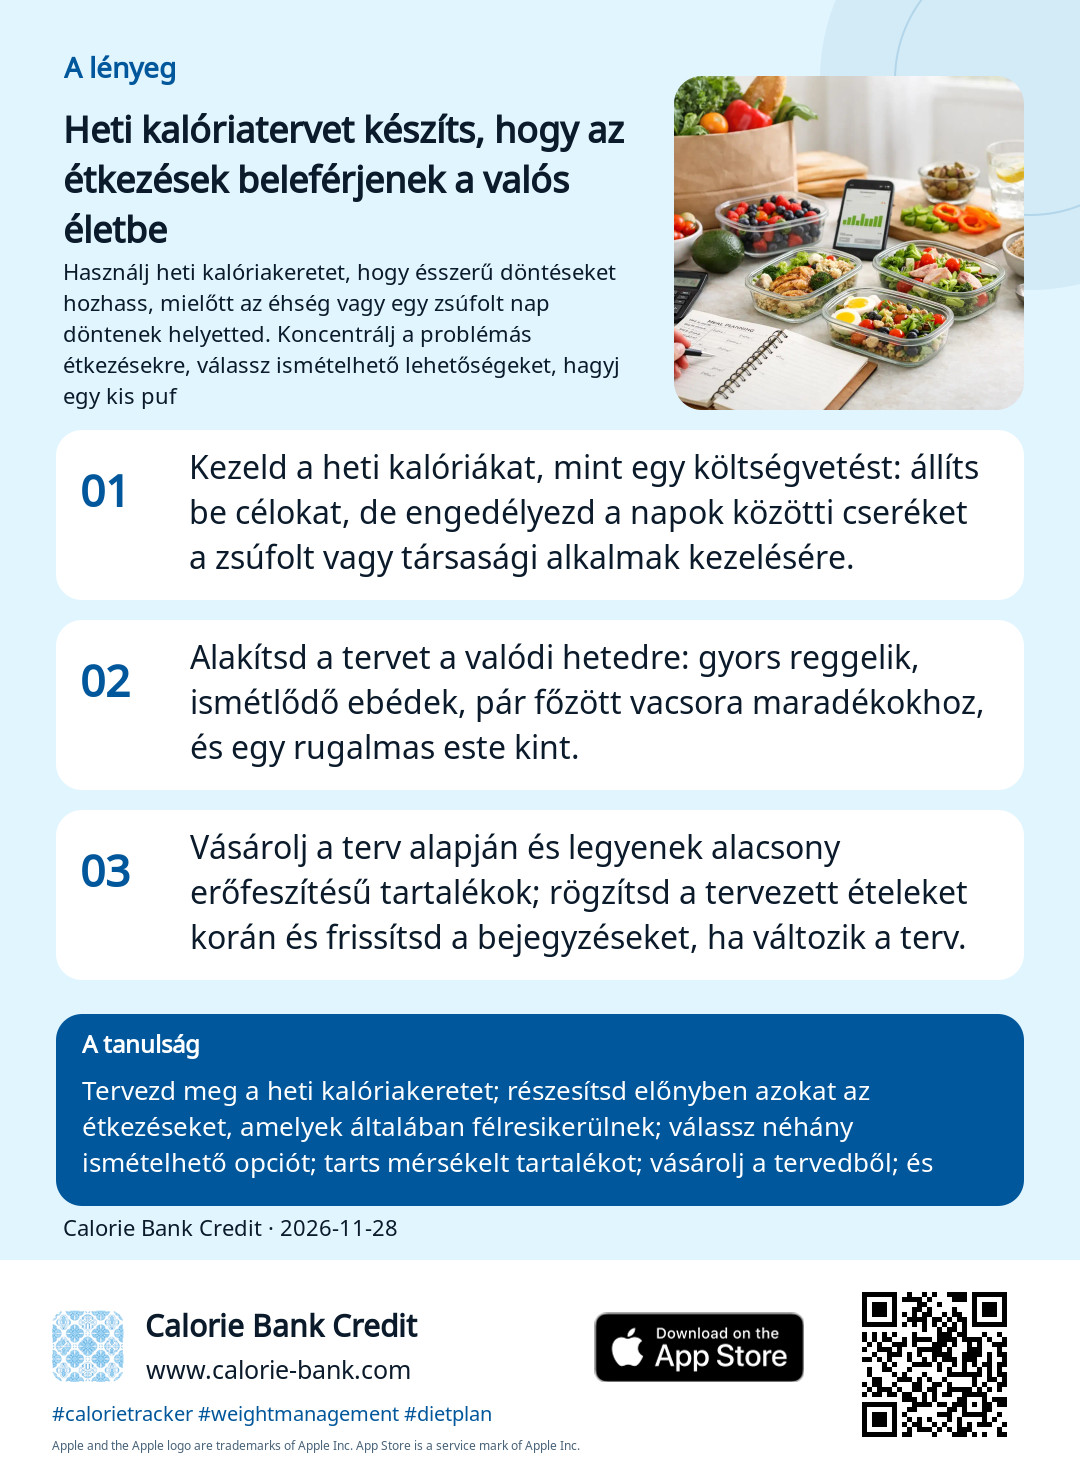 A lényeg
Heti kalóriatervet készíts, hogy az
étkezések beleférjenek a valós
életbe
Használj heti kalóriakeretet, hogy ésszerű döntéseket
hozhass, mielőtt az éhség vagy egy zsúfolt nap
döntenek helyetted. Koncentrálj a problémás
étkezésekre, válassz ismételhető lehetőségeket, hagyj
egy kis puf
MEAL PLANNING
01
Kezeld a heti kalóriákat, mint egy költségvetést: állíts
be célokat, de engedélyezd a napok közötti cseréket
a zsúfolt vagy társasági alkalmak kezelésére.
02
Alakítsd a tervet a valódi hetedre: gyors reggelik,
ismétlődő ebédek, pár főzött vacsora maradékokhoz,
és egy rugalmas este kint.
03
Vásárolj a terv alapján és legyenek alacsony
erőfeszítésű tartalékok; rögzítsd a tervezett ételeket
korán és frissítsd a bejegyzéseket, ha változik a terv.
A tanulság
Tervezd meg a heti kalóriakeretet; részesítsd előnyben azokat az
étkezéseket, amelyek általában félresikerülnek; válassz néhány
ismételhető opciót; tarts mérsékelt tartalékot; vásárolj a tervedből; és
Calorie Bank Credit · 2026-11-28
Calorie Bank Credit
www.calorie-bank.com
Download on the
App Store
#calorietracker #weightmanagement #dietplan
Apple and the Apple logo are trademarks of Apple Inc. App Store is a service mark of Apple Inc.